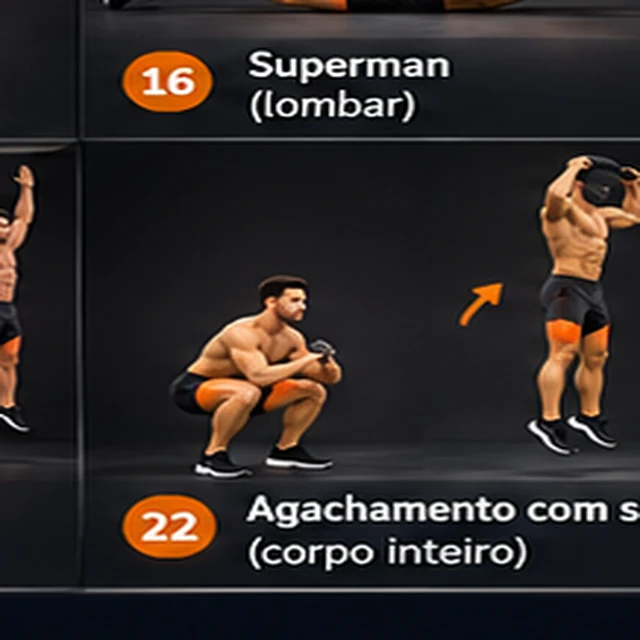 16
Superman
(lombar)
22
Agachamento com s
(corpo inteiro)